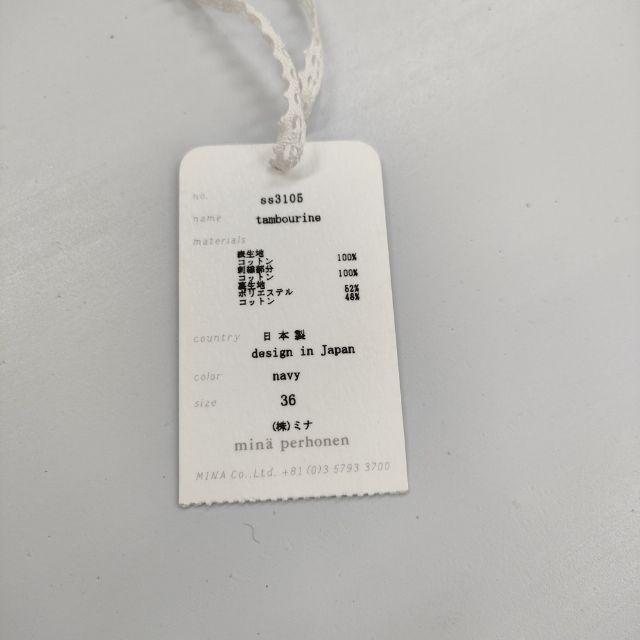 no. ss3105
name tambourine
materials
表生地
コットン 100%
刺繍部分
コットン 100%
裏生地
ポリエステル 52%
コットン 48%
country 日本製
design in Japan
color navy
size 36
(株)ミナ
minä perhonen
MINA Co.,Ltd. +81 (0)3 5793 3700